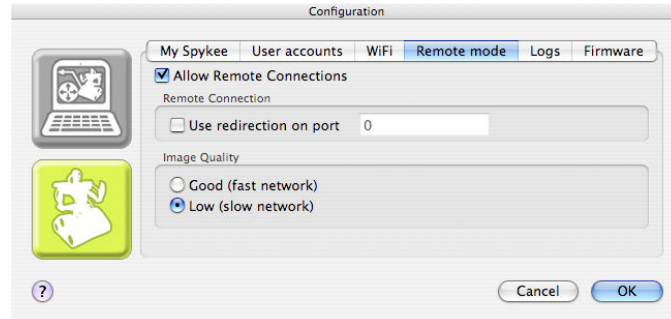 Configuration
My Spykee User accounts WiFi Remote mode Logs Firmware
Allow Remote Connections
Remote Connection
Use redirection on port 0
Image Quality
Good (fast network)
Low (slow network)
? Cancel OK